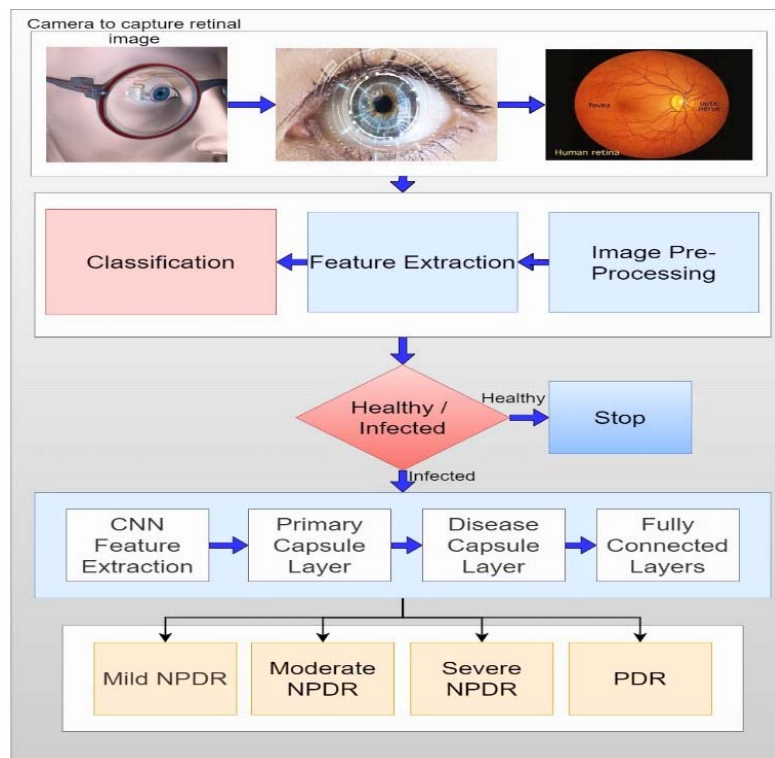 Camera to capture retinal
image
fovea
optic
nerve
Human retina
Classification
Feature Extraction
Image Pre-
Processing
Healthy /
Infected
Healthy
Stop
Infected
CNN
Feature
Extraction
Primary
Capsule
Layer
Disease
Capsule
Layer
Fully
Connected
Layers
Mild NPDR
Moderate
NPDR
Severe
NPDR
PDR